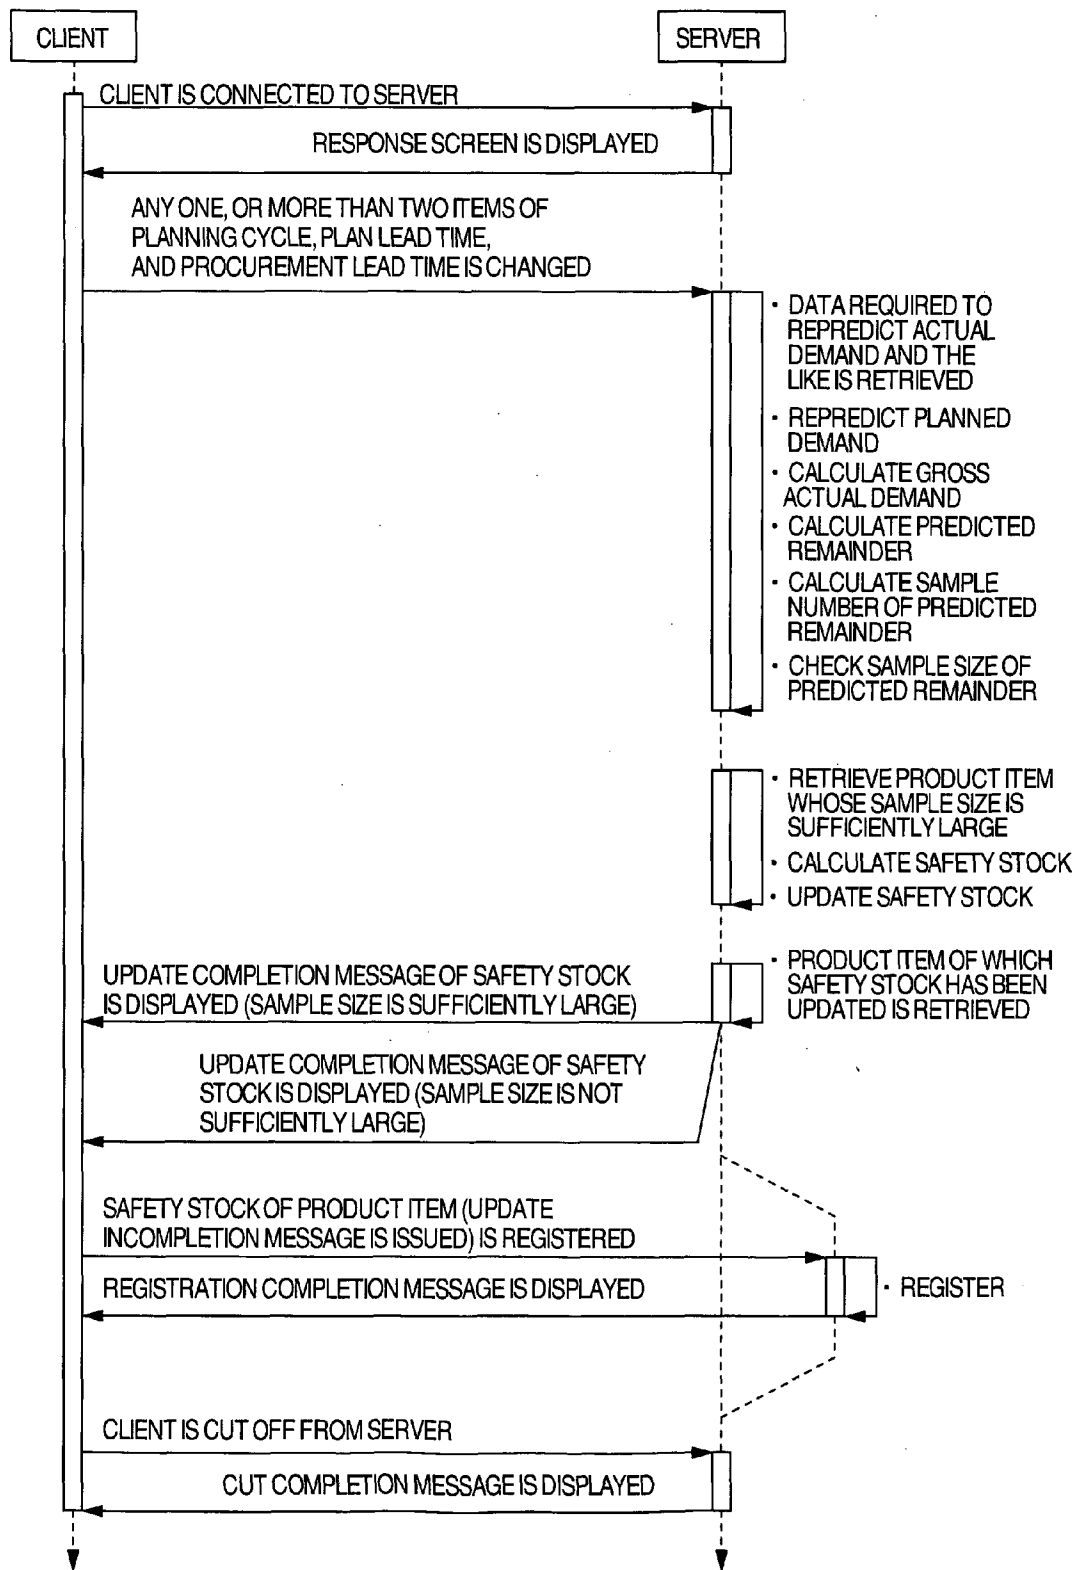 CLIENT
SERVER
CLIENT IS CONNECTED TO SERVER
RESPONSE SCREEN IS DISPLAYED
ANY ONE, OR MORE THAN TWO ITEMS OF
PLANNING CYCLE, PLAN LEAD TIME,
AND PROCUREMENT LEAD TIME IS CHANGED
· DATA REQUIRED TO
REPREDICT ACTUAL
DEMAND AND THE
LIKE IS RETRIEVED
· REPREDICT PLANNED
DEMAND
· CALCULATE GROSS
ACTUAL DEMAND
· CALCULATE PREDICTED
REMAINDER
· CALCULATE SAMPLE
NUMBER OF PREDICTED
REMAINDER
· CHECK SAMPLE SIZE OF
PREDICTED REMAINDER
· RETRIEVE PRODUCT ITEM
WHOSE SAMPLE SIZE IS
SUFFICIENTLY LARGE
· CALCULATE SAFETY STOCK
· UPDATE SAFETY STOCK
· PRODUCT ITEM OF WHICH
SAFETY STOCK HAS BEEN
UPDATED IS RETRIEVED
UPDATE COMPLETION MESSAGE OF SAFETY STOCK
IS DISPLAYED (SAMPLE SIZE IS SUFFICIENTLY LARGE)
UPDATE COMPLETION MESSAGE OF SAFETY
STOCK IS DISPLAYED (SAMPLE SIZE IS NOT
SUFFICIENTLY LARGE)
SAFETY STOCK OF PRODUCT ITEM (UPDATE
INCOMPLETION MESSAGE IS ISSUED) IS REGISTERED
REGISTRATION COMPLETION MESSAGE IS DISPLAYED
· REGISTER
CLIENT IS CUT OFF FROM SERVER
CUT COMPLETION MESSAGE IS DISPLAYED